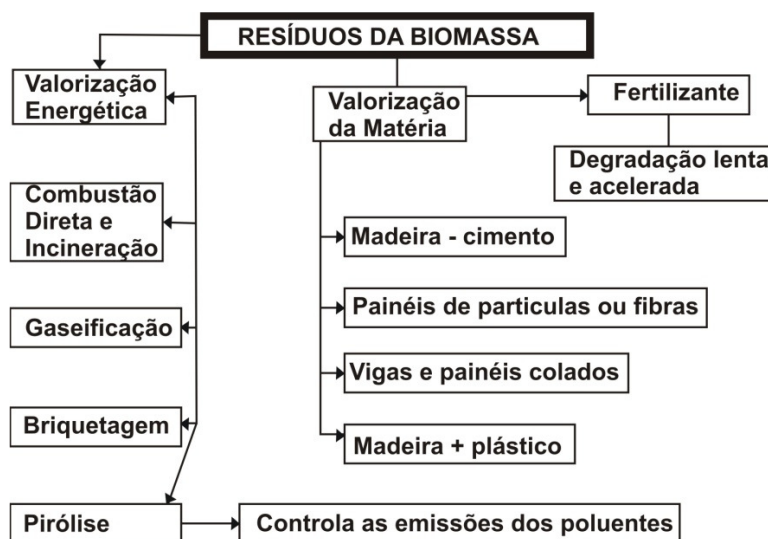 RESÍDUOS DA BIOMASSA
Valorização
Energética
Combustão
Direta e
Incineração
Gaseificação
Briquetagem
Pirólise
Controla as emissões dos poluentes
Valorização
da Matéria
Madeira - cimento
Painéis de particulas ou fibras
Vigas e painéis colados
Madeira + plástico
Fertilizante
Degradação lenta
e acelerada